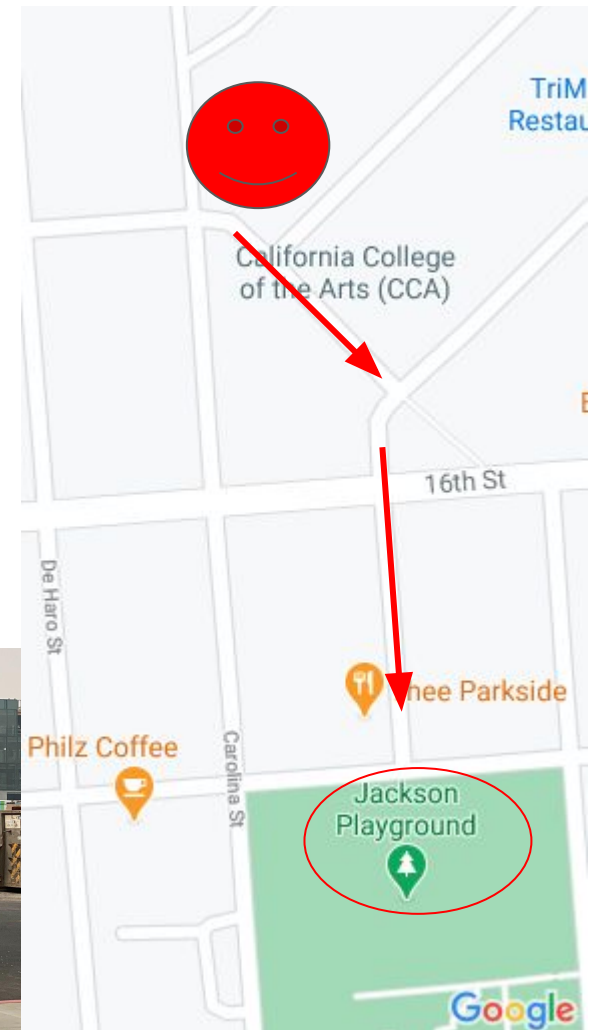 TriM
Restau
California College
of the Arts (CCA)
E
16th St
De Haro St
nee Parkside
Philz Coffee
Carolina St
Jackson
Playground
Google